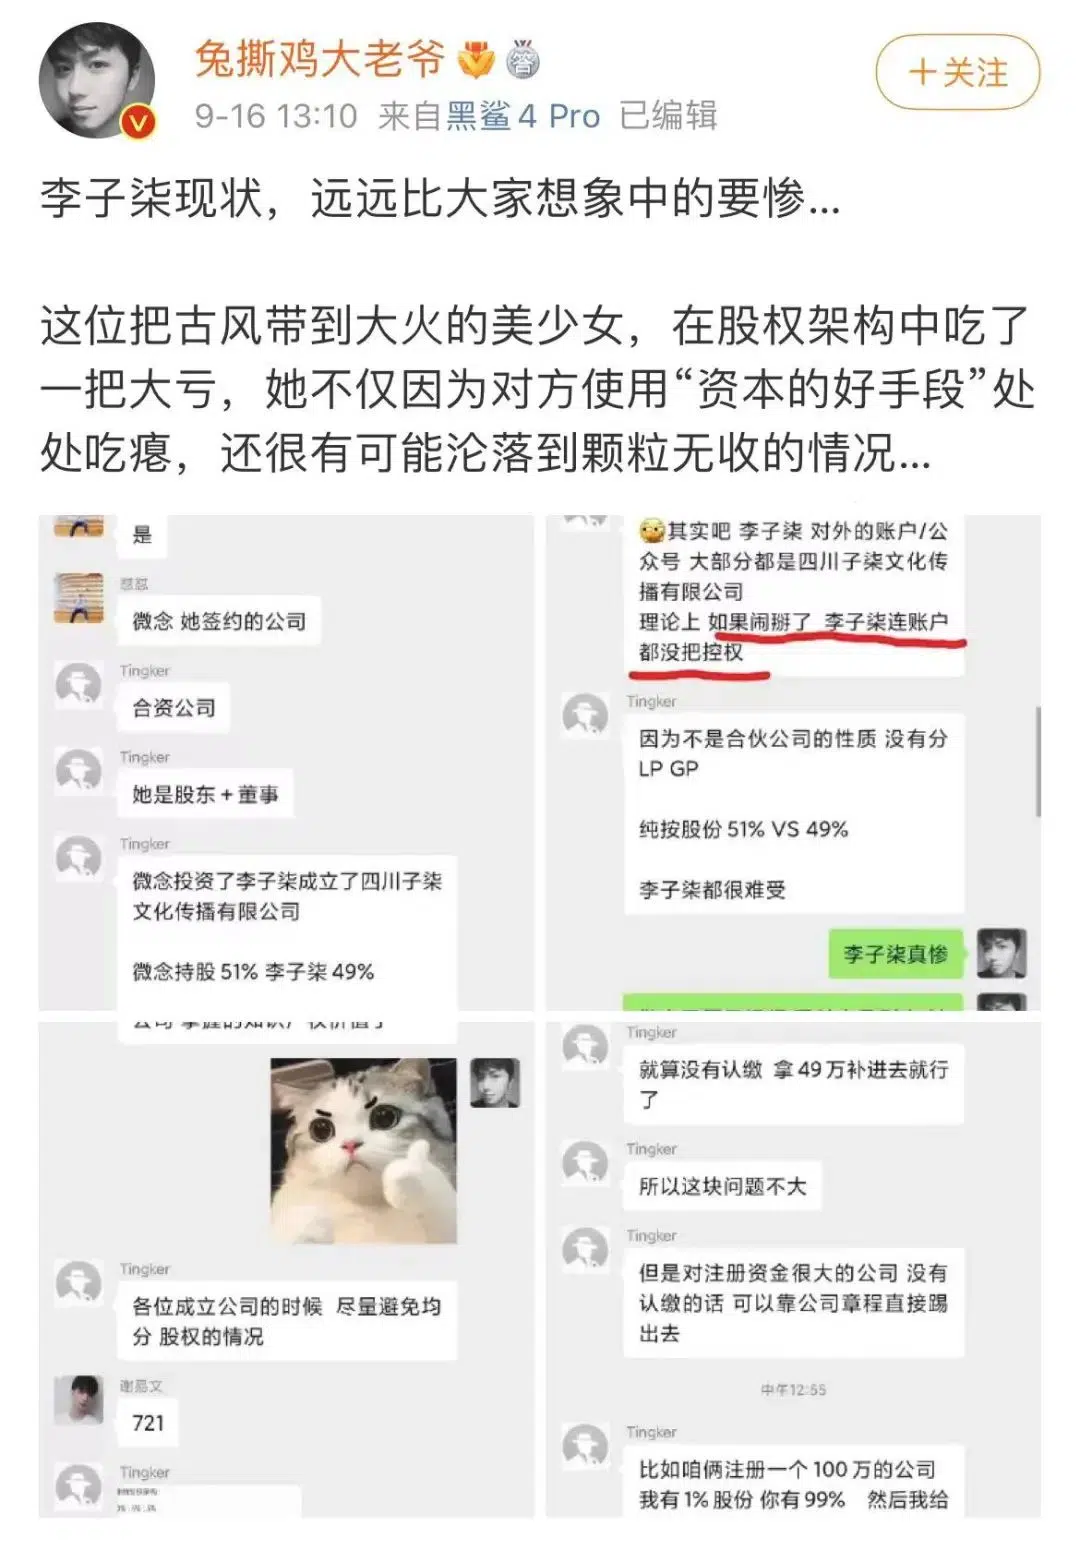 兔撕鸡大老爷
9-16 13:10 来自黑鲨4 Pro 已编辑
＋关注
李子柒现状，远远比大家想象中的要惨...
这位把古风带到大火的美少女，在股权架构中吃了
一把大亏，她不仅因为对方使用“资本的好手段”处
处吃瘪，还很有可能沦落到颗粒无收的情况...
是
微念 她签约的公司
Tingker
合资公司
Tingker
她是股东+董事
Tingker
微念投资了李子柒成立了四川子柒
文化传播有限公司
微念持股51% 李子柒49%
其实吧 李子柒 对外的账户/公
众号 大部分都是四川子柒文化传
播有限公司
理论上 如果闹掰了 李子柒连账户
都没把控权
Tingker
因为不是合伙公司的性质 没有分
LP GP
纯按股份51% VS 49%
李子柒都很难受
李子柒真惨
Tingker
各位成立公司的时候 尽量避免均
分 股权的情况
721
Tingker
Tingker
就算没有认缴 拿49万补进去就行
了
Tingker
所以这块问题不大
Tingker
但是对注册资金很大的公司 没有
认缴的话 可以靠公司章程直接踢
出去
中午12:55
Tingker
比如咱俩注册一个100万的公司
我有1%股份 你有99% 然后我给